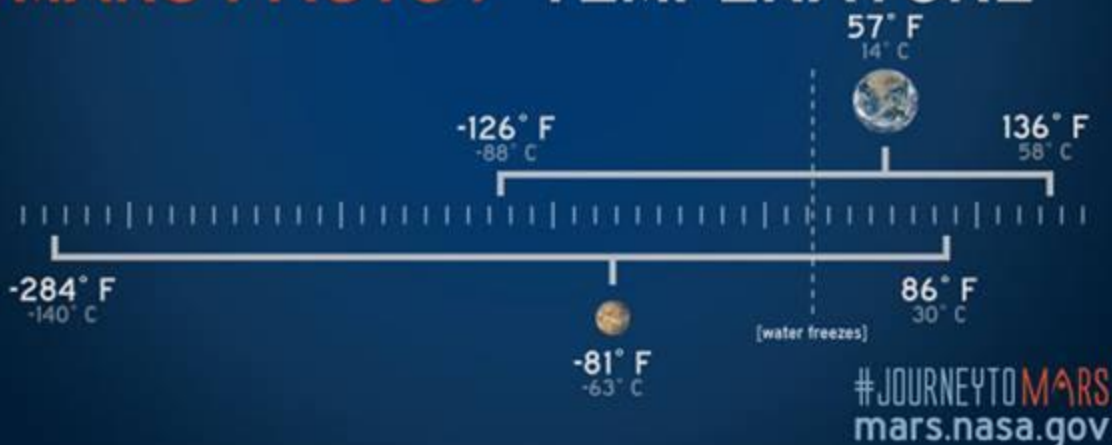 57° F
14° C
-126° F
-88° C
136° F
58° C
-284° F
-140° C
86° F
30° C
[water freezes]
-81° F
-63° C
#JOURNEYTOMARS
mars.nasa.gov